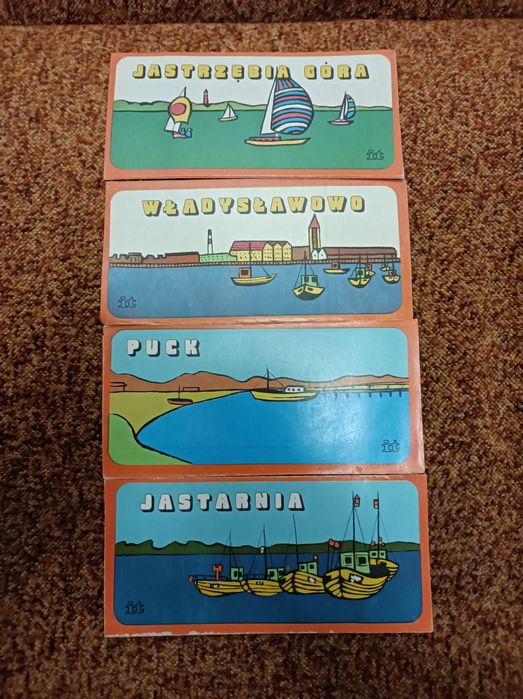 JASTRZĘBIA GÓRA
it
WŁADYSŁAWOWO
it
PUCK
it
JASTARNIA
it